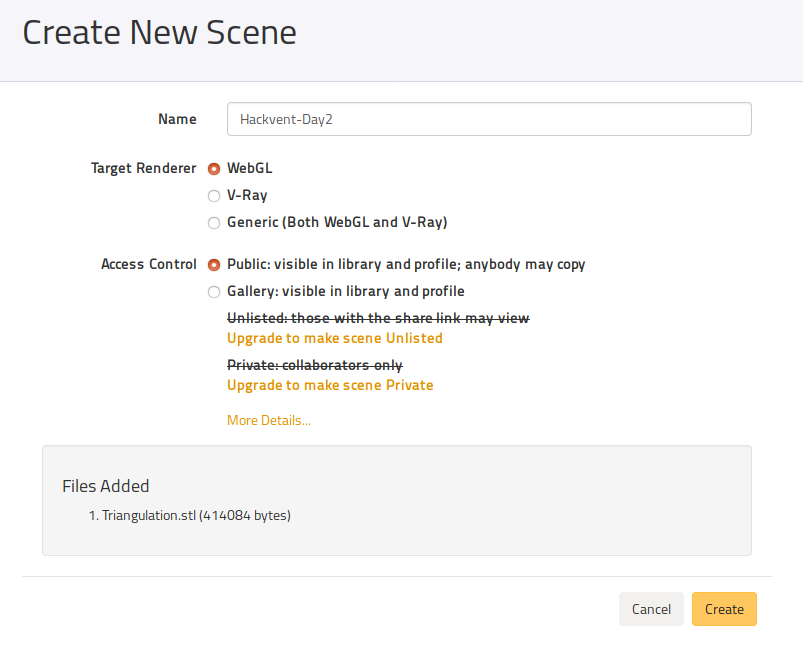 Create New Scene
Name
Hackvent-Day2
Target Renderer
WebGL
V-Ray
Generic (Both WebGL and V-Ray)
Access Control
Public: visible in library and profile; anybody may copy
Gallery: visible in library and profile
Unlisted: those with the share link may view
Upgrade to make scene Unlisted
Private: collaborators only
Upgrade to make scene Private
More Details...
Files Added
1. Triangulation.stl (414084 bytes)
Cancel
Create